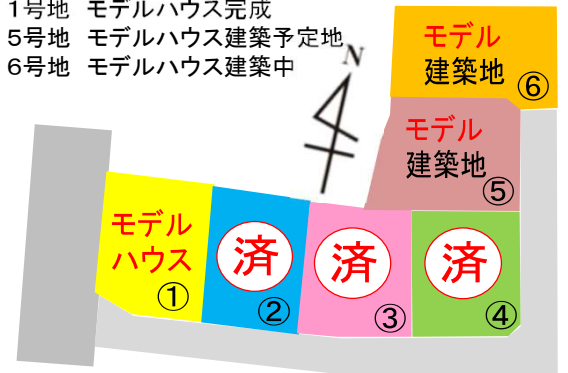 1号地 モデルハウス完成
5号地 モデルハウス建築予定地
6号地 モデルハウス建築中
N
モデル
建築地
⑥
モデル
建築地
⑤
モデル
ハウス
①
済
②
済
③
済
④